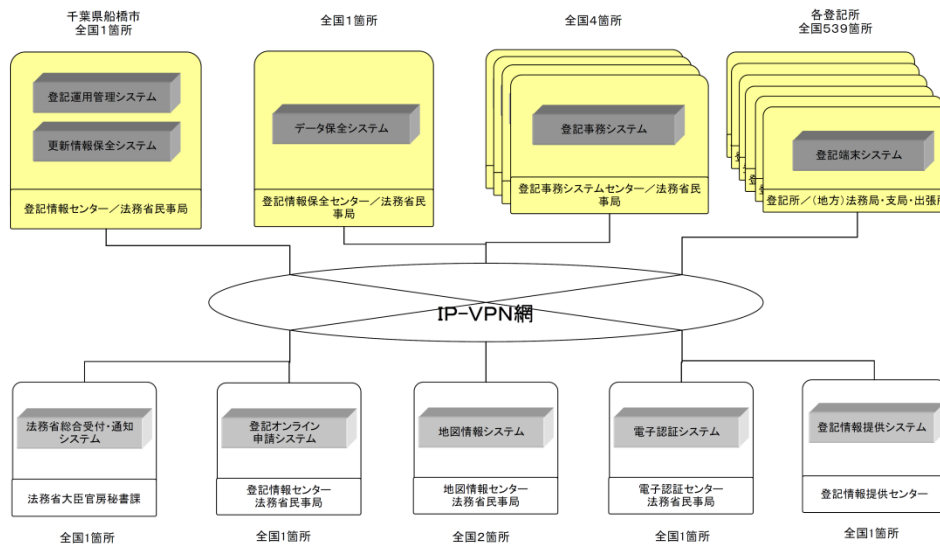 千葉県船橋市
全国1箇所
全国1箇所
全国4箇所
各登記所
全国539箇所
登記運用管理システム
更新情報保全システム
登記情報センター/法務省民事局
データ保全システム
登記情報保全センター/法務省民
事局
登記事務システム
登記事務システムセンター/法務省民
事局
登記端末システム
登記所/(地方)法務局・支局・出張所
IP-VPN網
法務省総合受付・通知
システム
法務省大臣官房秘書課
全国1箇所
登記オンライン
申請システム
登記情報センター
法務省民事局
全国1箇所
地図情報システム
地図情報センター
法務省民事局
全国2箇所
電子認証システム
電子認証センター
法務省民事局
全国1箇所
登記情報提供システム
登記情報提供センター
全国1箇所